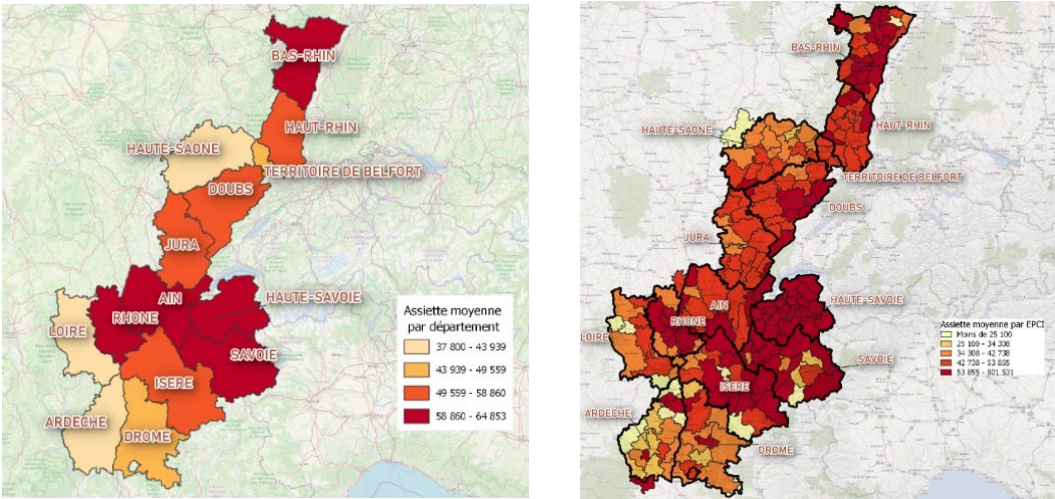 BAS-RHIN
HAUT-RHIN
HAUTE-SAONE
TERRITOIRE DE BELFORT
DOUBS
JURA
AIN
HAUTE-SAVOIE
RHONE
LOIRE
SAVOIE
ISERE
ARDECHE
DROME
Assiette moyenne
par département
37 800 - 43 939
43 939 - 49 559
49 559 - 58 860
58 860 - 64 853
BAS-RHIN
HAUTE-SAONE
HAUT-RHIN
TERRITOIRE DE BELFORT
DOUBS
JURA
AIN
HAUTE-SAVOIE
RHONE
LOIRE
SAVOIE
ISERE
ARDECHE
DROME
Assiette moyenne par EPCI
Moins de 25 100
25 100 - 34 308
34 308 - 42 738
42 738 - 53 855
53 855 - 801 531